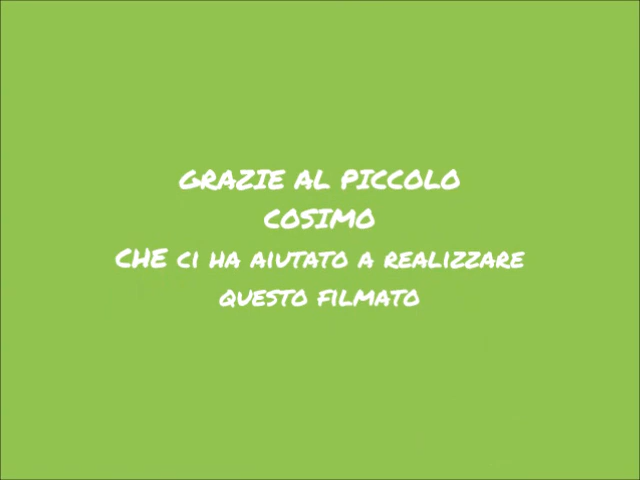 GRAZIE AL PICCOLO
COSIMO
CHE CI HA AIUTATO A REALIZZARE
QUESTO FILMATO